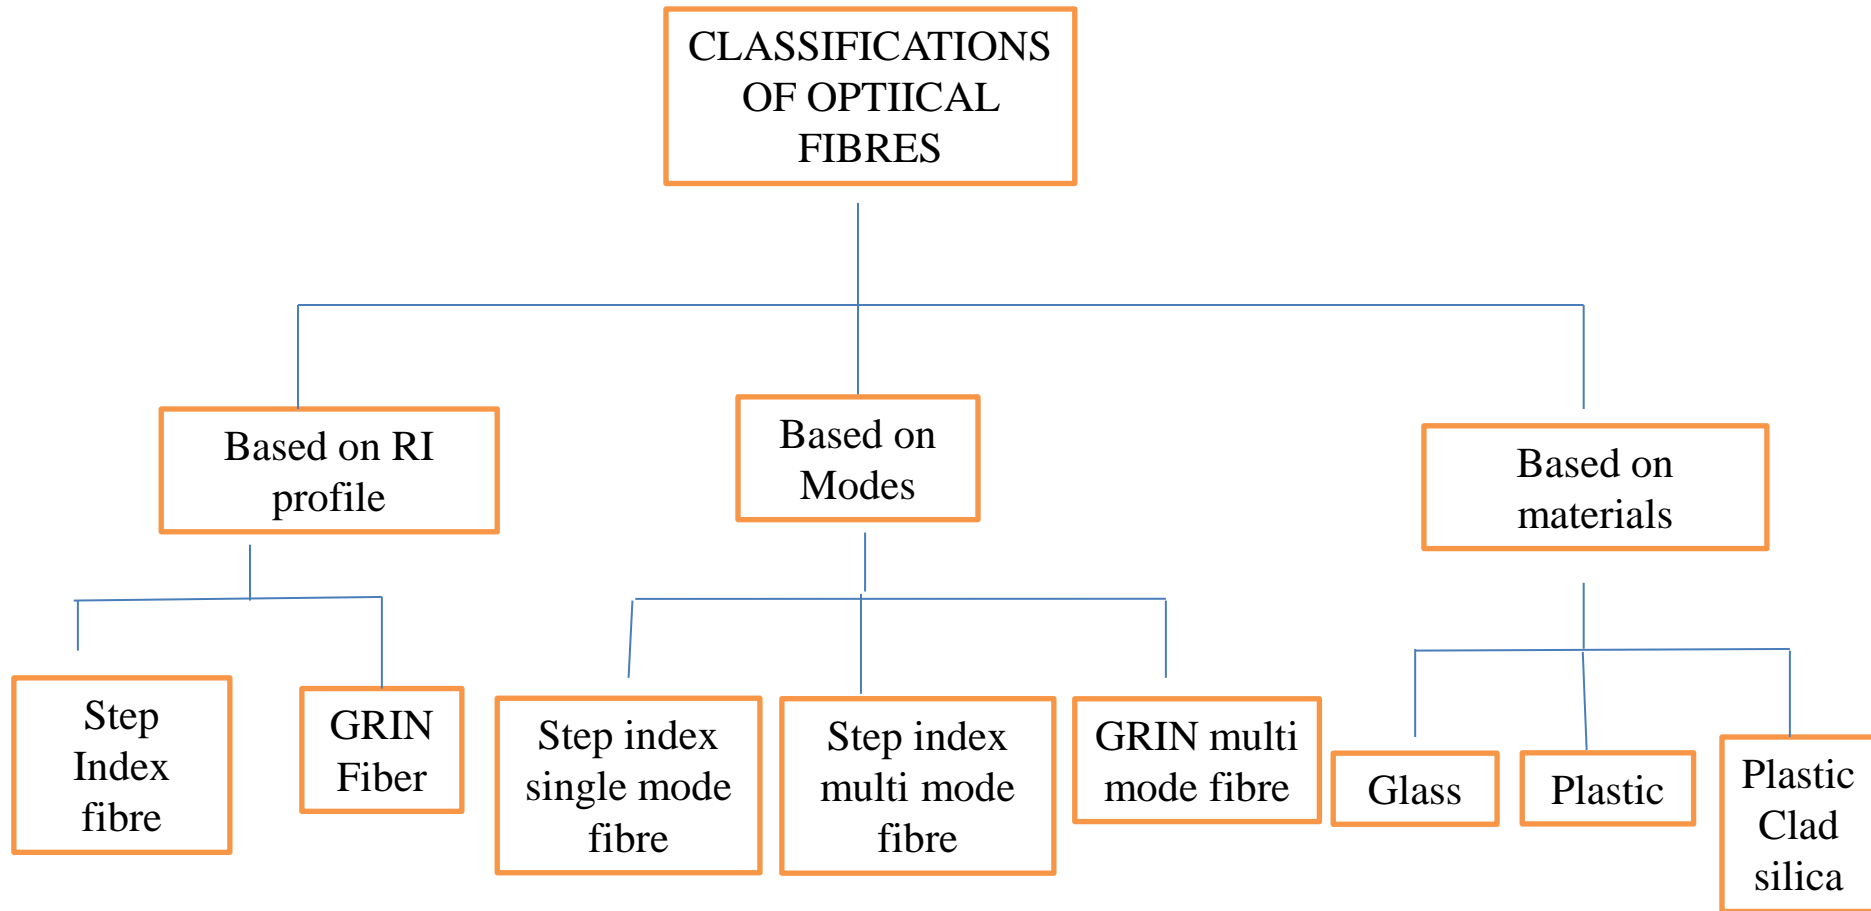 CLASSIFICATIONS
OF OPTIICAL
FIBRES
Based on RI
profile
Based on
Modes
Based on
materials
Step
Index
fibre
GRIN
Fiber
Step index
single mode
fibre
Step index
multi mode
fibre
GRIN multi
mode fibre
Glass
Plastic
Plastic
Clad
silica